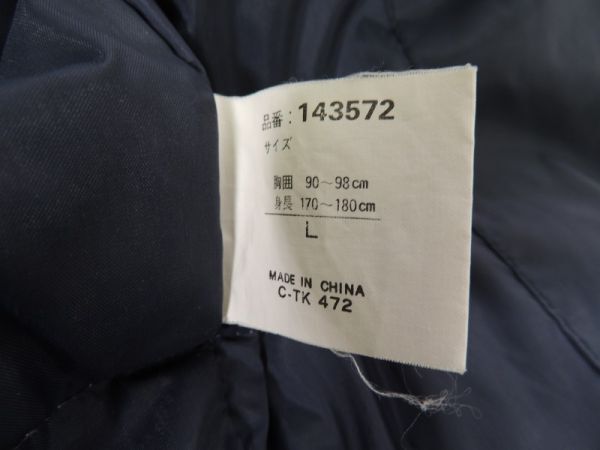 品番：143572
サイズ
胸囲 90～98cm
身長 170～180cm
L
MADE IN CHINA
C-TK 472